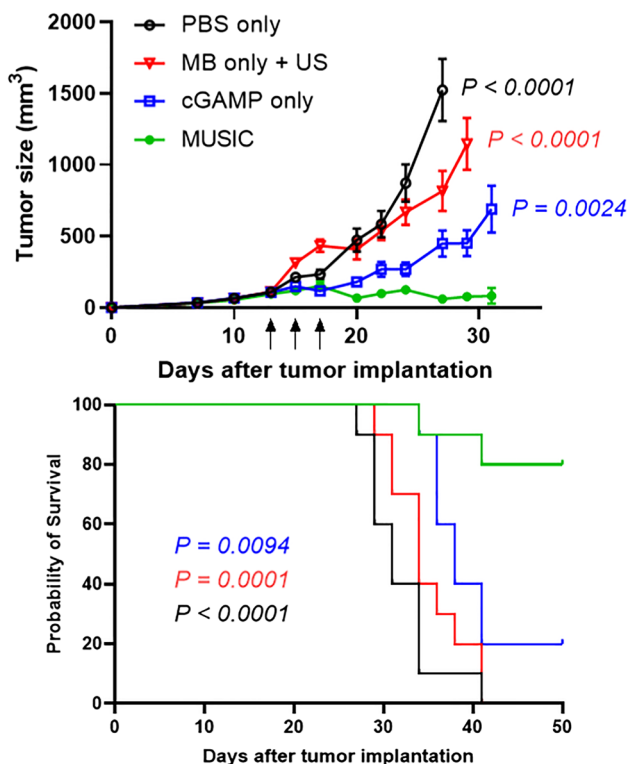 2000
1500
1000
500
0
Tumor size (mm³)
PBS only
MB only + US
cGAMP only
MUSIC
P < 0.0001
P < 0.0001
P = 0.0024
0 10 20 30
Days after tumor implantation
100
80
60
40
20
0
Probability of Survival
P = 0.0094
P = 0.0001
P < 0.0001
0 10 20 30 40 50
Days after tumor implantation